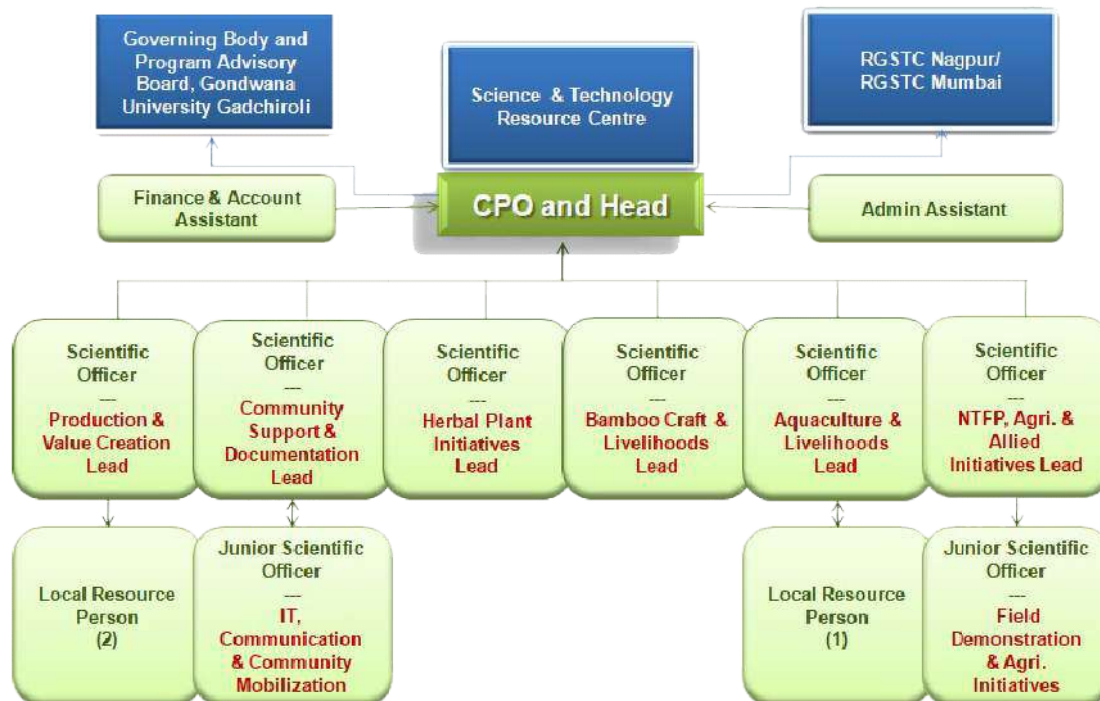 Governing Body and
Program Advisory
Board, Gondwana
University Gadchiroli
Science & Technology
Resource Centre
RGSTC Nagpur/
RGSTC Mumbai
Finance & Account
Assistant
CPO and Head
Admin Assistant
Scientific
Officer
---
Production &
Value Creation
Lead
Scientific
Officer
---
Community
Support &
Documentation
Lead
Scientific
Officer
---
Herbal Plant
Initiatives
Lead
Scientific
Officer
---
Bamboo Craft &
Livelihoods
Lead
Scientific
Officer
---
Aquaculture &
Livelihoods
Lead
Scientific
Officer
---
NTFP, Agri. &
Allied
Initiatives Lead
Local Resource
Person
(2)
Junior Scientific
Officer
---
IT,
Communication
& Community
Mobilization
Local Resource
Person
(1)
Junior Scientific
Officer
---
Field
Demonstration
& Agri.
Initiatives